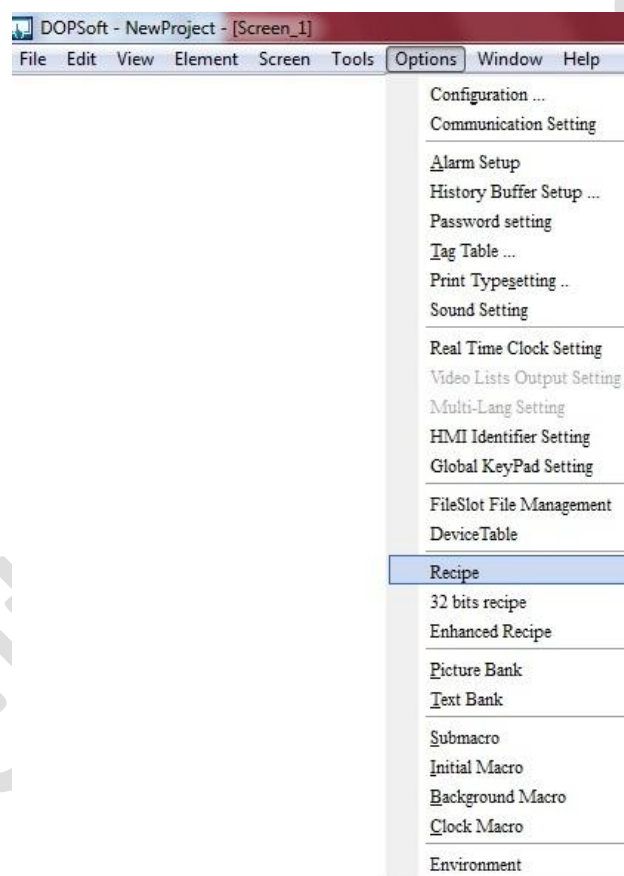 DOPSoft - NewProject - [Screen_1]
File Edit View Element Screen Tools Options Window Help
Configuration ...
Communication Setting
Alarm Setup
History Buffer Setup ...
Password setting
Tag Table ...
Print Typesetting ..
Sound Setting
Real Time Clock Setting
Video Lists Output Setting
Multi-Lang Setting
HMI Identifier Setting
Global KeyPad Setting
FileSlot File Management
DeviceTable
Recipe
32 bits recipe
Enhanced Recipe
Picture Bank
Text Bank
Submacro
Initial Macro
Background Macro
Clock Macro
Environment